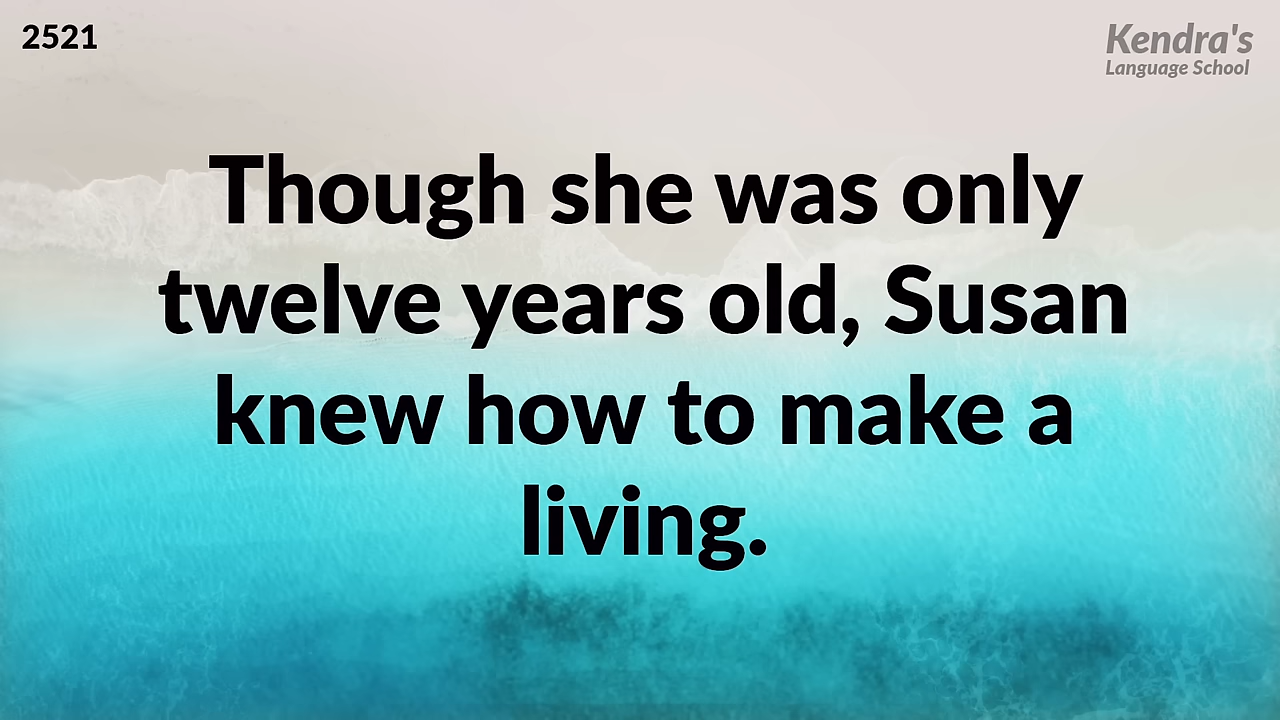 2521
Kendra's
Language School
Though she was only
twelve years old, Susan
knew how to make a
living.